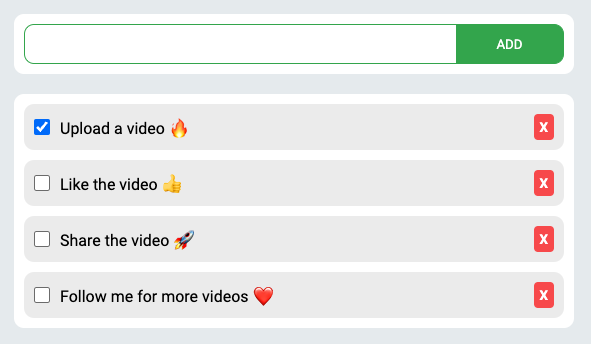 ADD
Upload a video 🔥
X
Like the video 👍
X
Share the video 🚀
X
Follow me for more videos ❤️
X